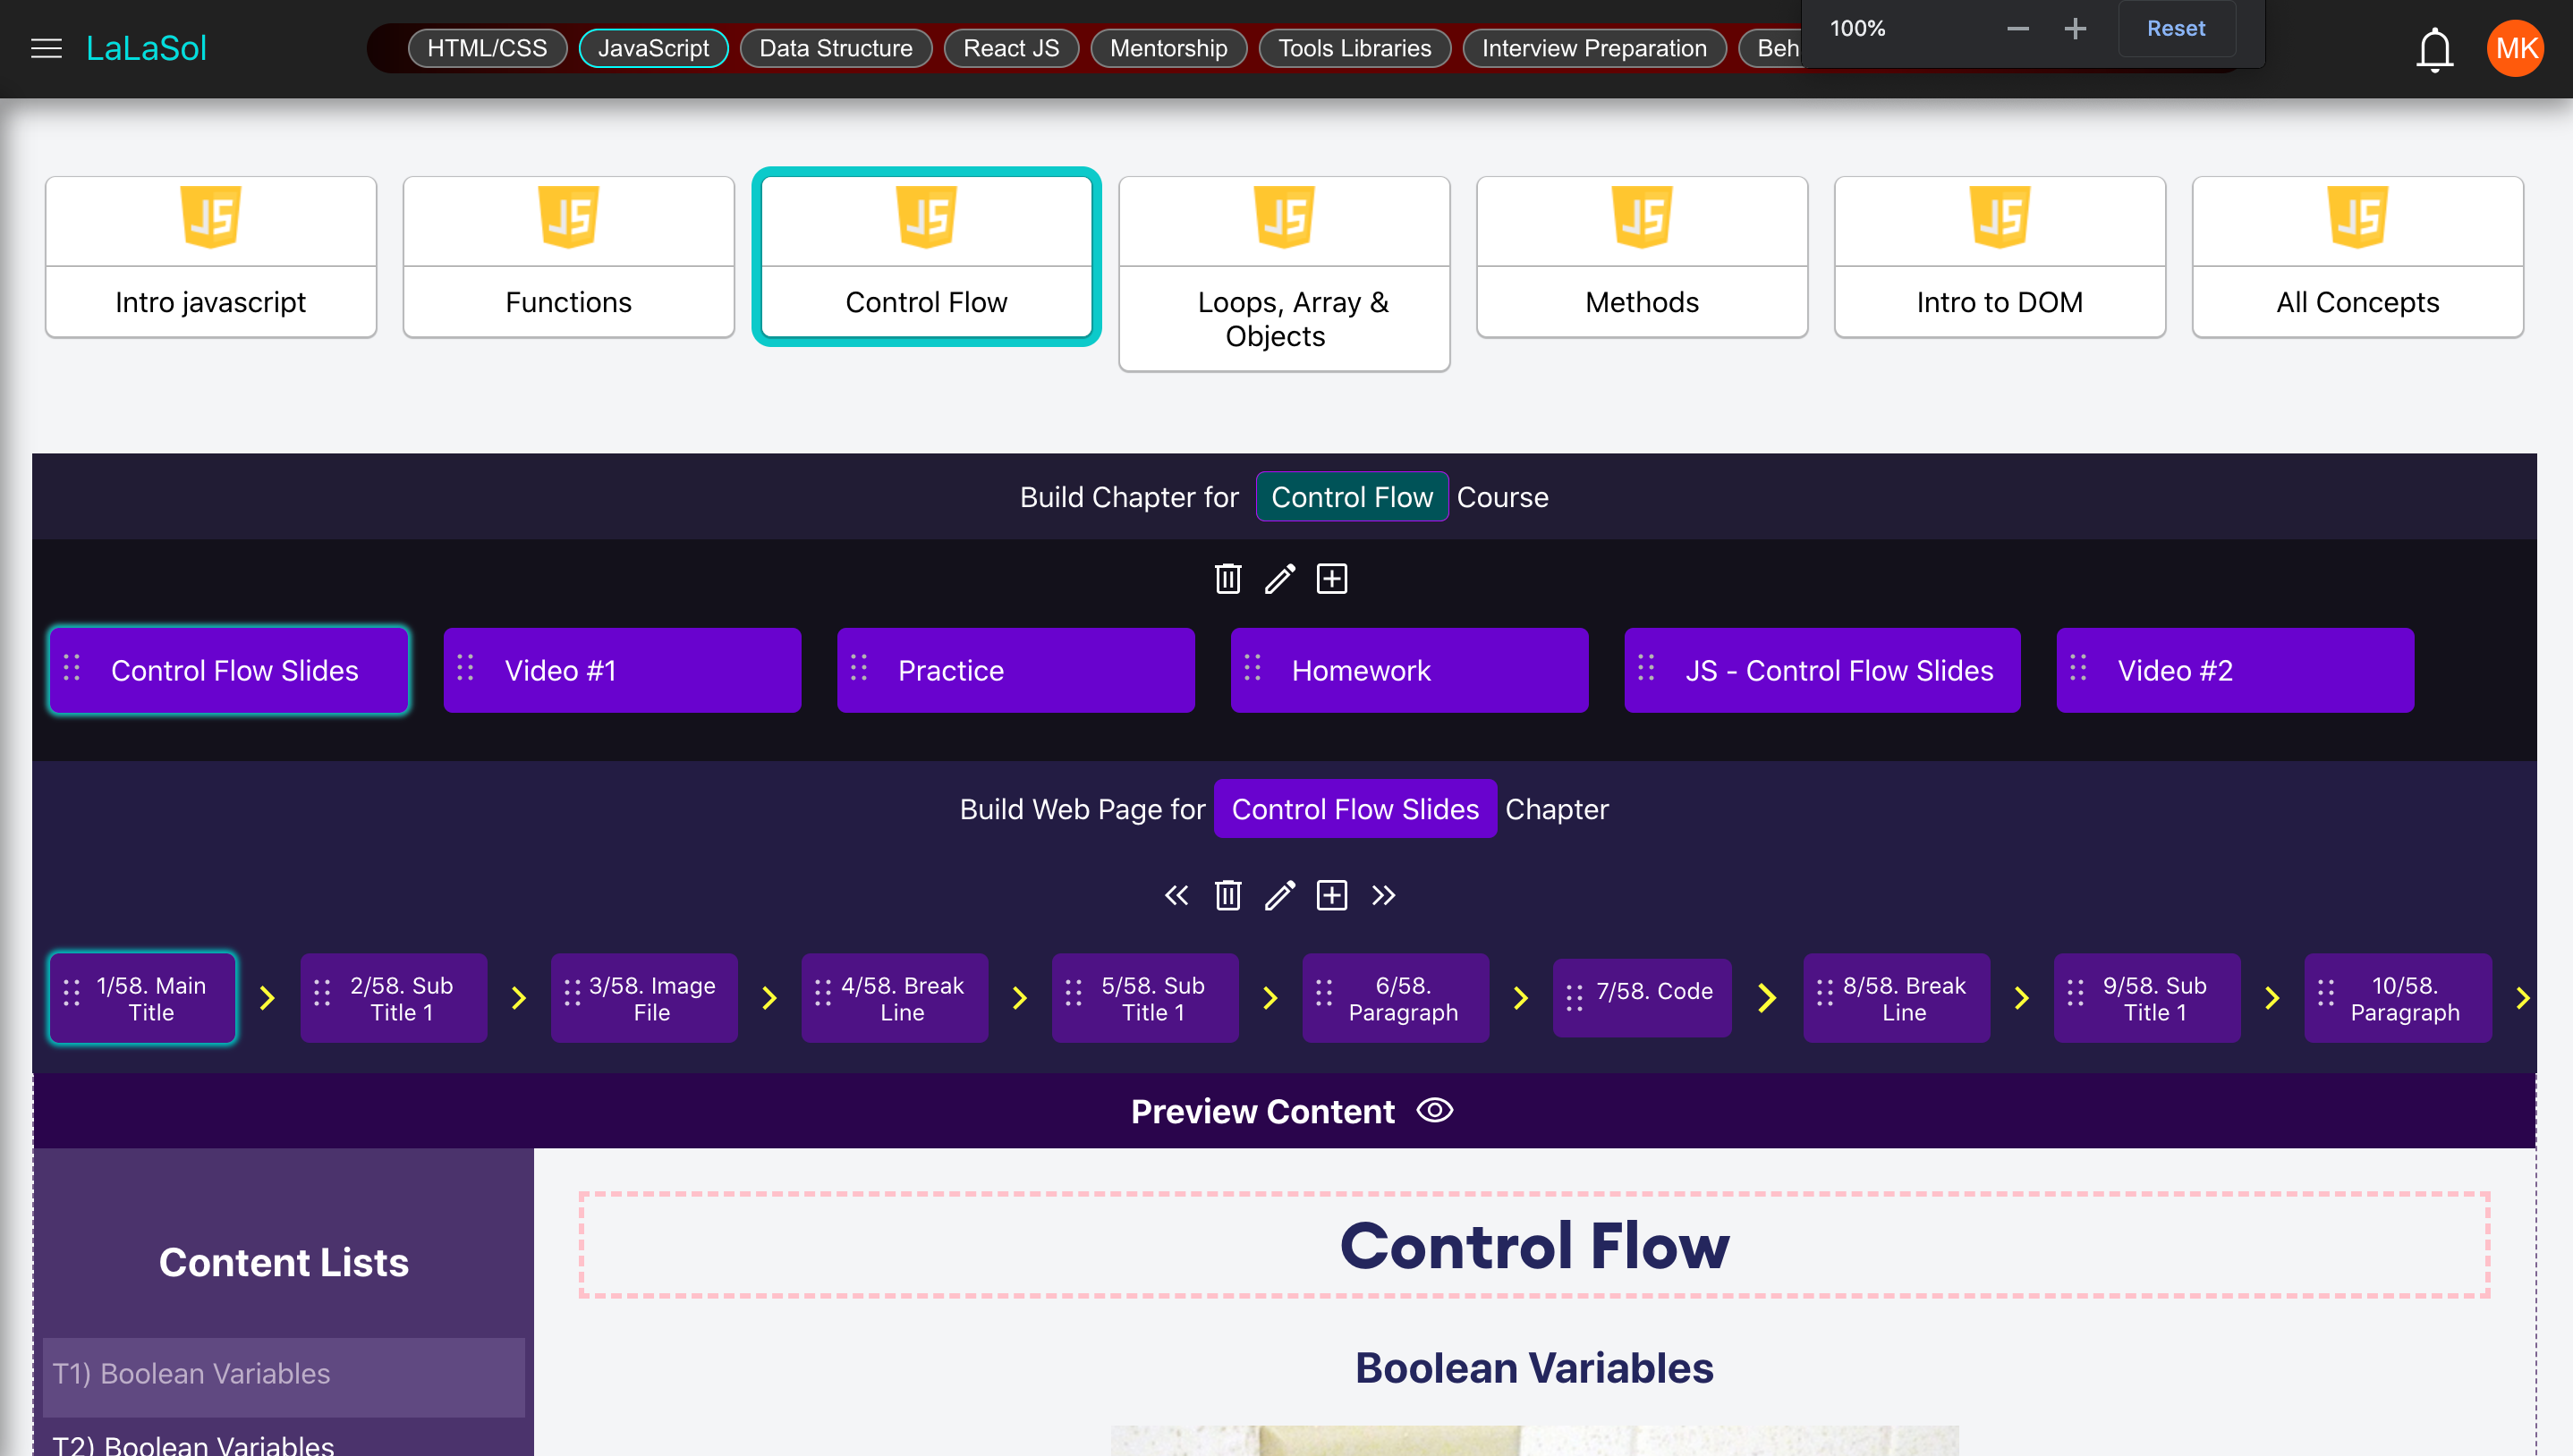 LaLaSol
HTML/CSS
JavaScript
Data Structure
React JS
Mentorship
Tools Libraries
Interview Preparation
Beh
100%
Reset
MK
JS
JS
JS
JS
JS
JS
JS
Intro javascript
Functions
Control Flow
Loops, Array &
Objects
Methods
Intro to DOM
All Concepts
Build Chapter for Control Flow Course
Control Flow Slides
Video #1
Practice
Homework
JS - Control Flow Slides
Video #2
Build Web Page for Control Flow Slides Chapter
1/58. Main
Title
2/58. Sub
Title 1
3/58. Image
File
4/58. Break
Line
5/58. Sub
Title 1
6/58.
Paragraph
7/58. Code
8/58. Break
Line
9/58. Sub
Title 1
10/58.
Paragraph
Preview Content
Content Lists
T1) Boolean Variables
T2) Boolean Variables
Control Flow
Boolean Variables